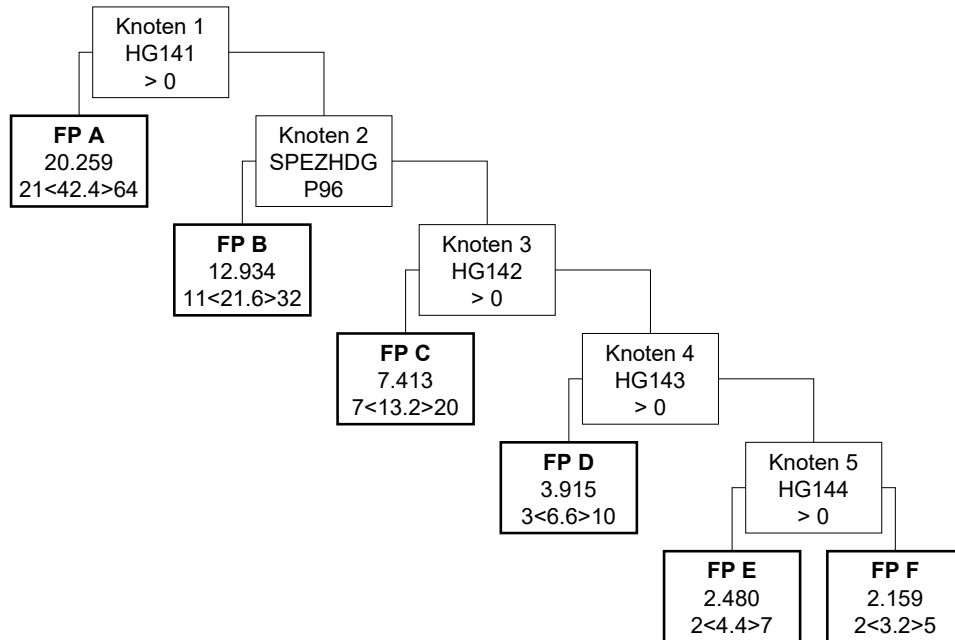 Knoten 1
HG141
> 0
FP A
20.259
21<42.4>64
Knoten 2
SPEZHDG
P96
FP B
12.934
11<21.6>32
Knoten 3
HG142
> 0
FP C
7.413
7<13.2>20
Knoten 4
HG143
> 0
FP D
3.915
3<6.6>10
Knoten 5
HG144
> 0
FP E
2.480
2<4.4>7
FP F
2.159
2<3.2>5